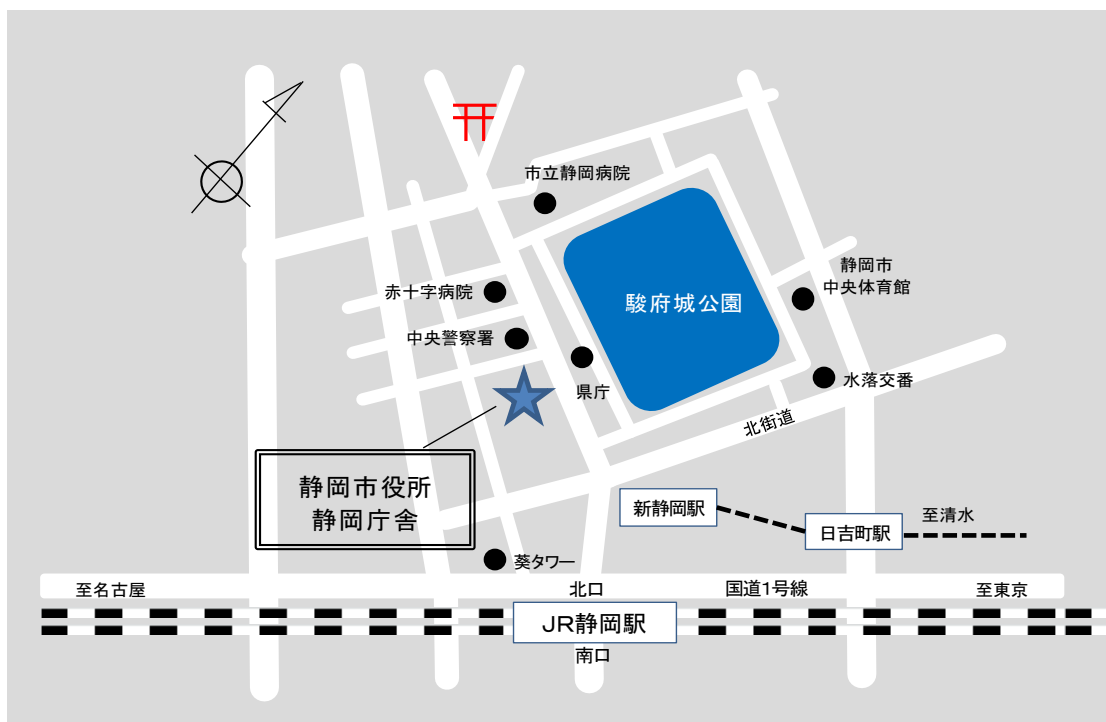 市立静岡病院
静岡市
中央体育館
赤十字病院
駿府城公園
中央警察署
県庁
水落交番
北街道
静岡市役所
静岡庁舎
新静岡駅
日吉町駅
至清水
葵タワー
至名古屋
北口
国道1号線
至東京
JR静岡駅
南口